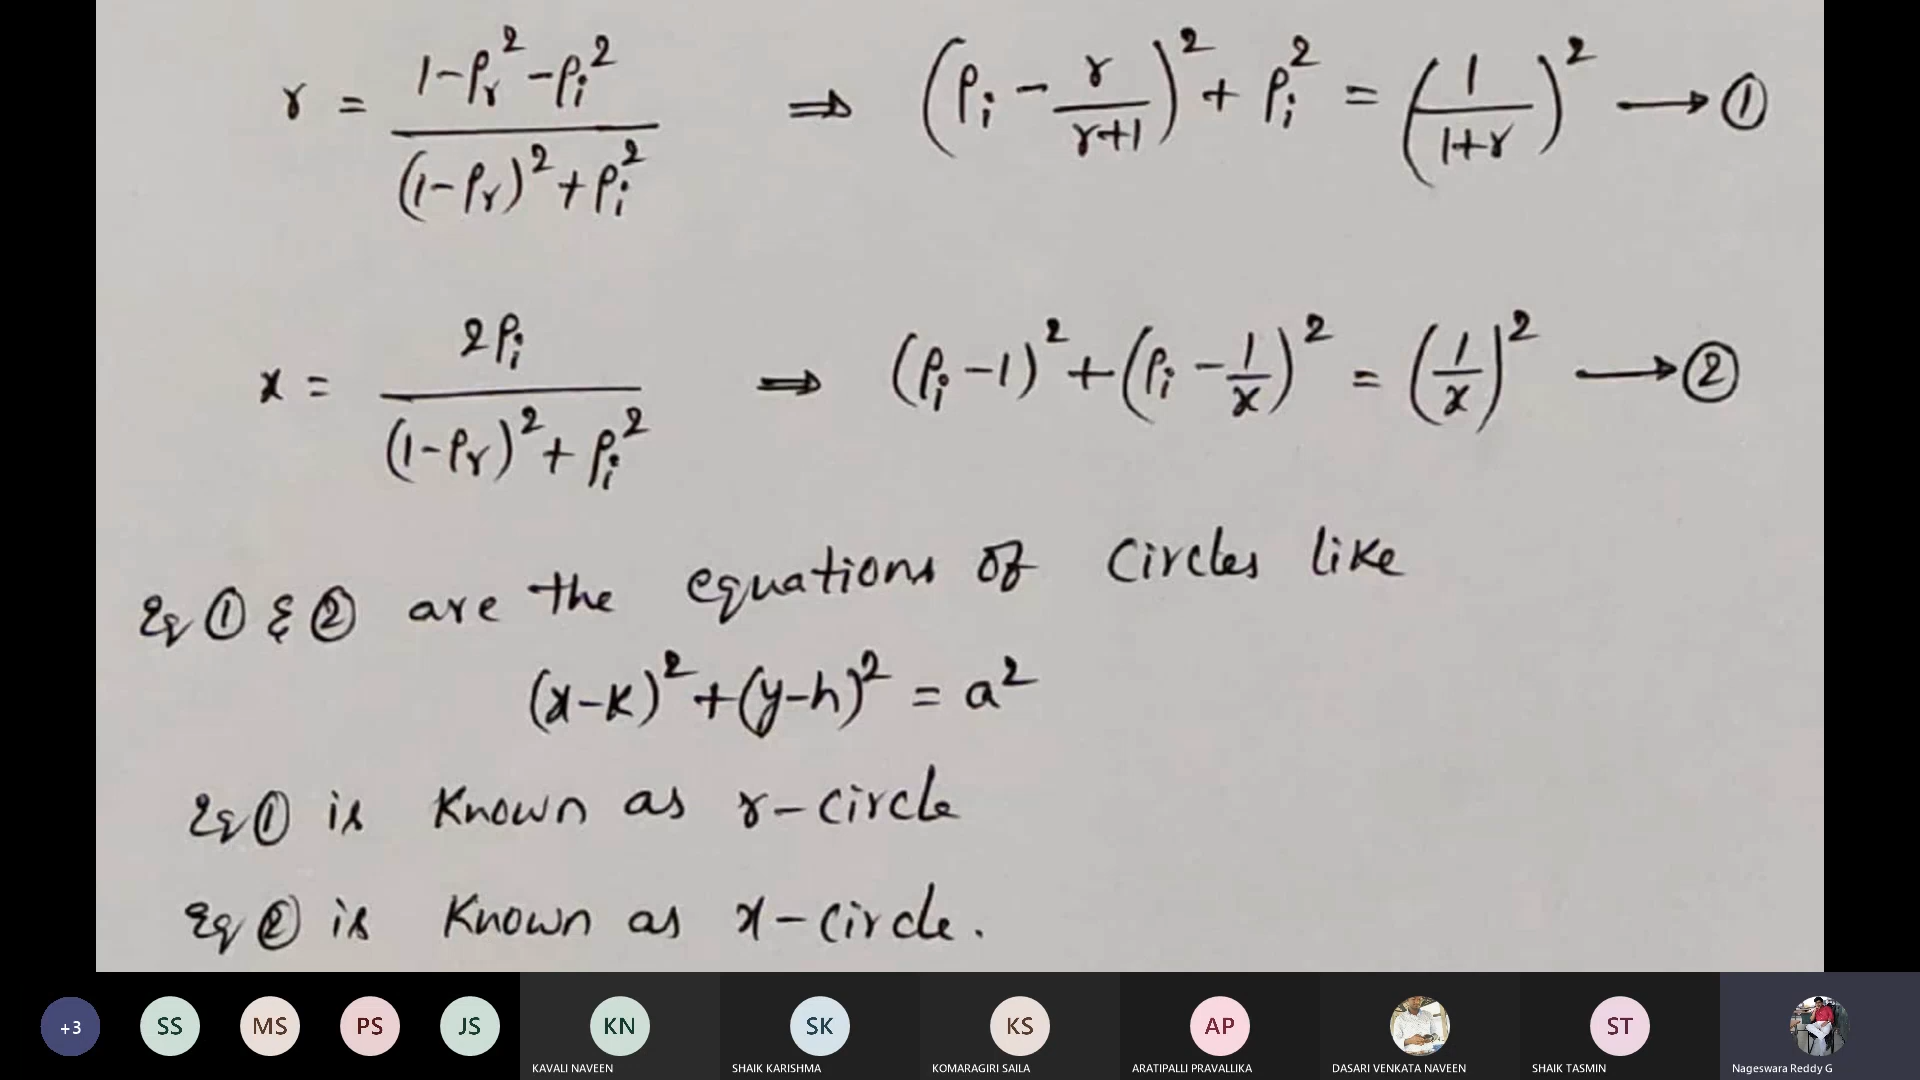 r = (1-ρr²-ρi²)/((1-ρr)²+ρi²) ⇒ (ρi - r/(r+1))² + ρi² = (1/(1+r))² → ①
x = 2ρi/((1-ρr)²+ρi²) ⇒ (ρi-1)² + (ρi - 1/x)² = (1/x)² → ②
Eq ① & ② are the equations of circles like
(x-k)²+(y-h)² = a²
Eq ① is known as r-circle
Eq ② is known as x-circle.
+3 SS MS PS JS KN SK KS AP ST
KAVALI NAVEEN SHAIK KARISHMA KOMARAGIRI SAILA ARATIPALLI PRAVALLIKA DASARI VENKATA NAVEEN SHAIK TASMIN Nageswara Reddy G